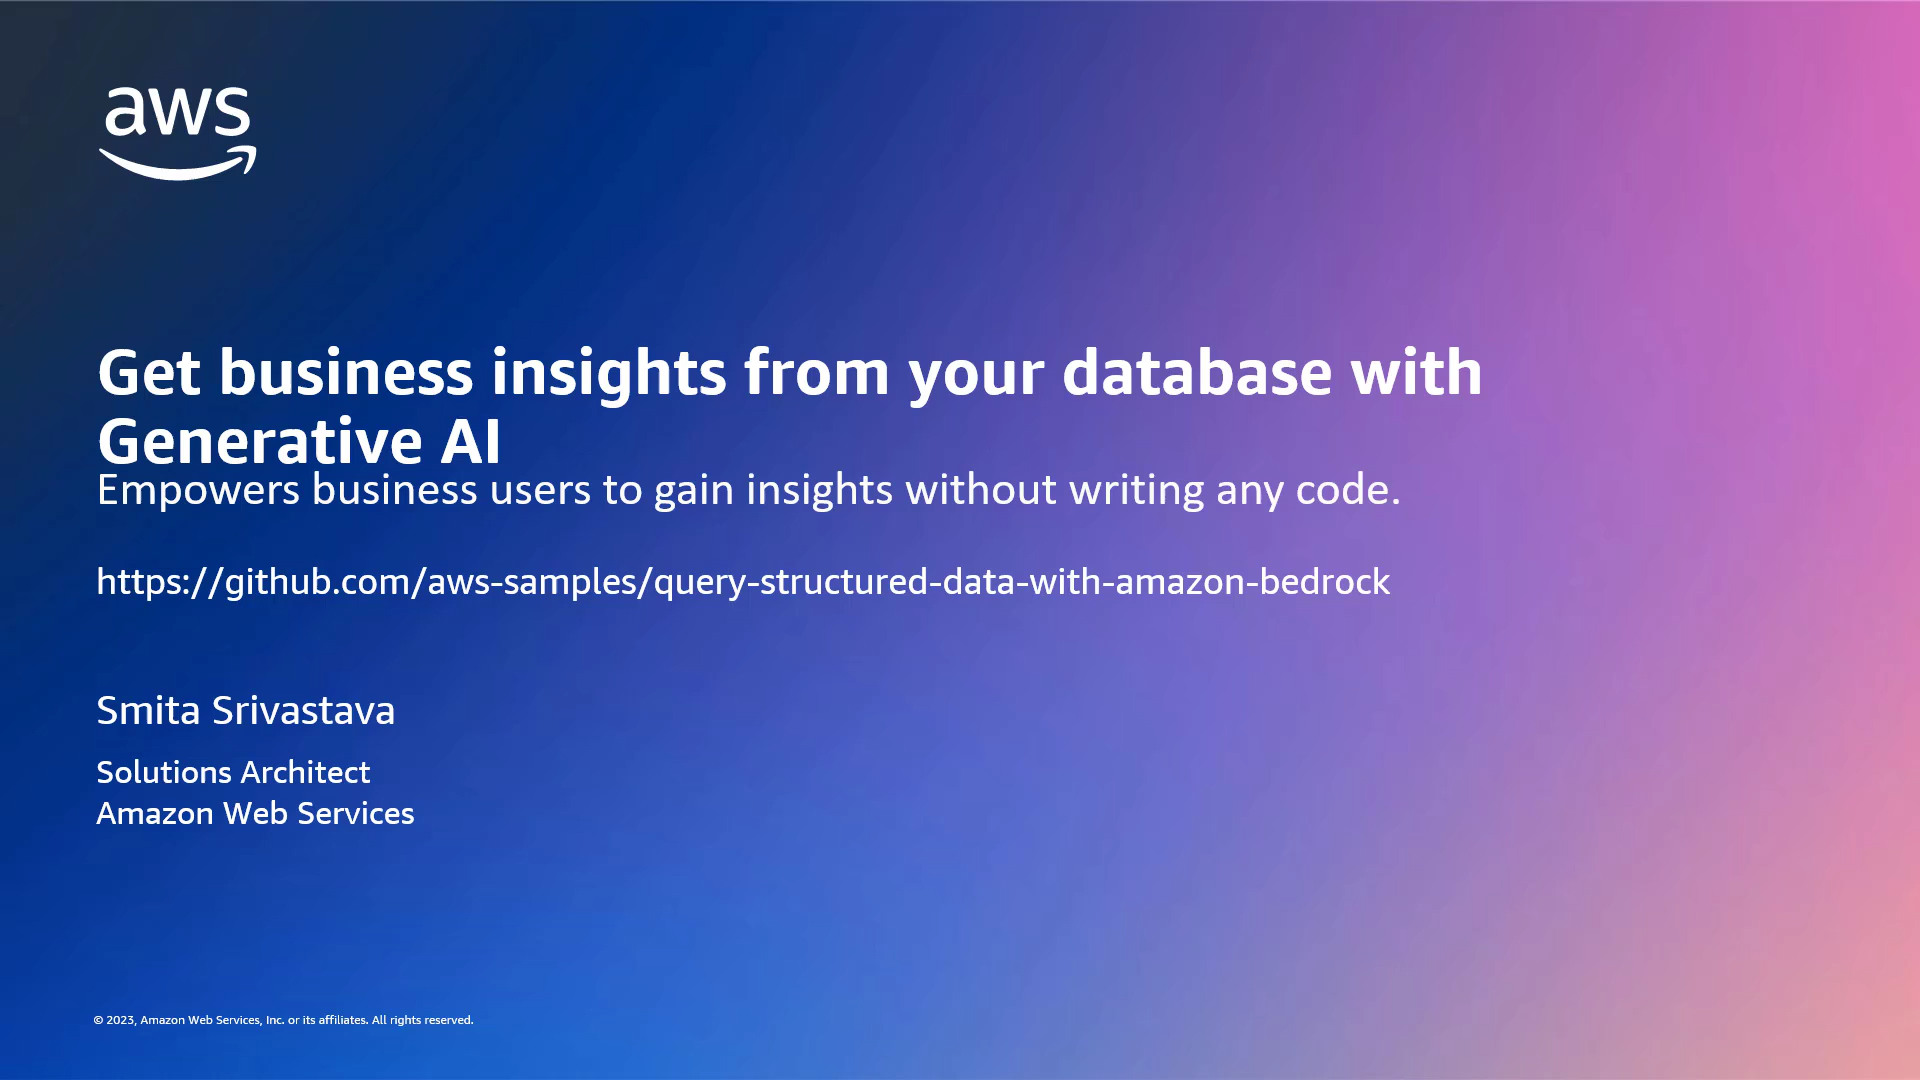 aws
Get business insights from your database with
Generative AI
Empowers business users to gain insights without writing any code.
https://github.com/aws-samples/query-structured-data-with-amazon-bedrock
Smita Srivastava
Solutions Architect
Amazon Web Services
© 2023, Amazon Web Services, Inc. or its affiliates. All rights reserved.